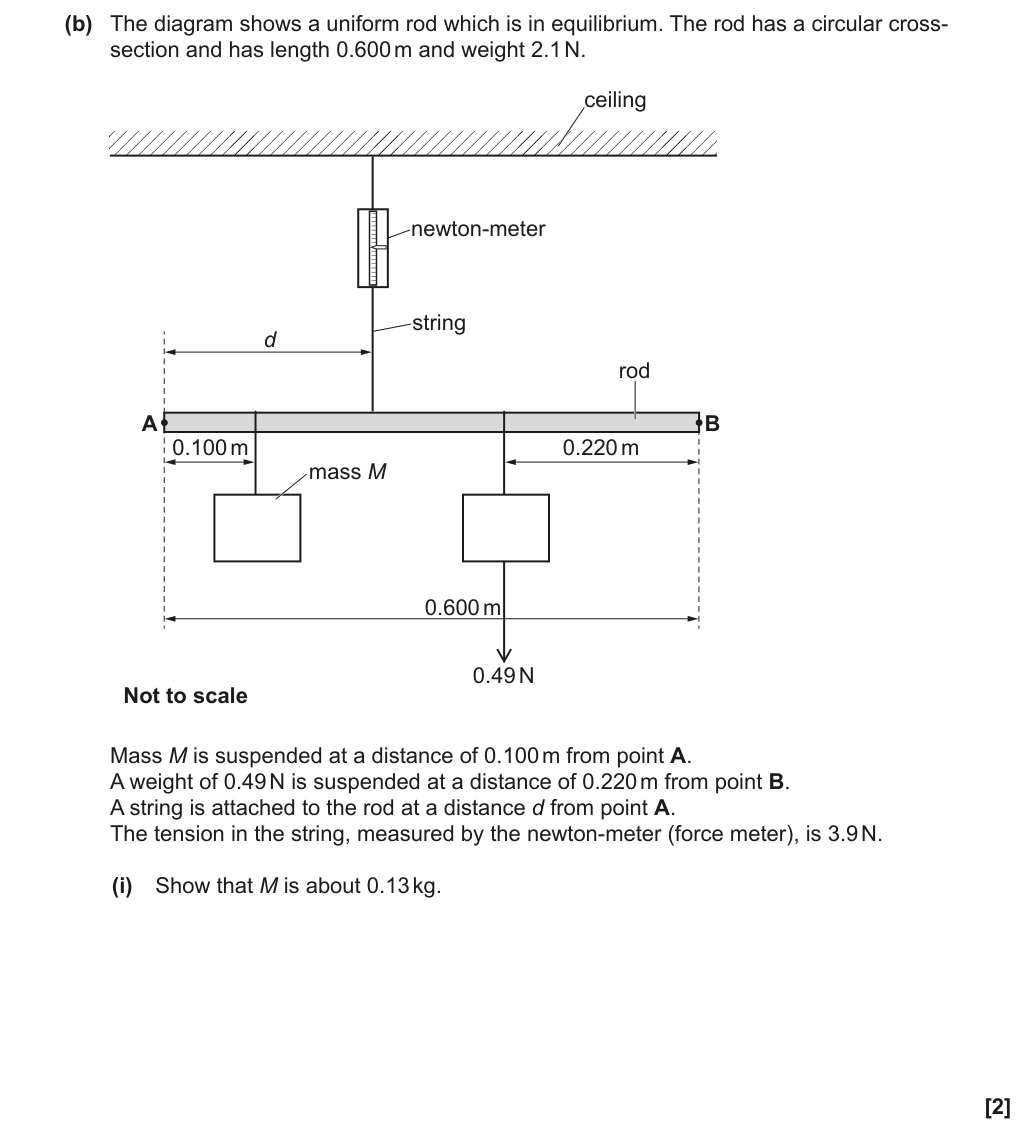 (b) The diagram shows a uniform rod which is in equilibrium. The rod has a circular cross-
section and has length 0.600 m and weight 2.1 N.
ceiling
newton-meter
string
d
rod
A
B
0.100 m
0.220 m
mass M
0.600 m
0.49 N
Not to scale
Mass M is suspended at a distance of 0.100 m from point A.
A weight of 0.49 N is suspended at a distance of 0.220 m from point B.
A string is attached to the rod at a distance d from point A.
The tension in the string, measured by the newton-meter (force meter), is 3.9 N.
(i) Show that M is about 0.13 kg.
[2]